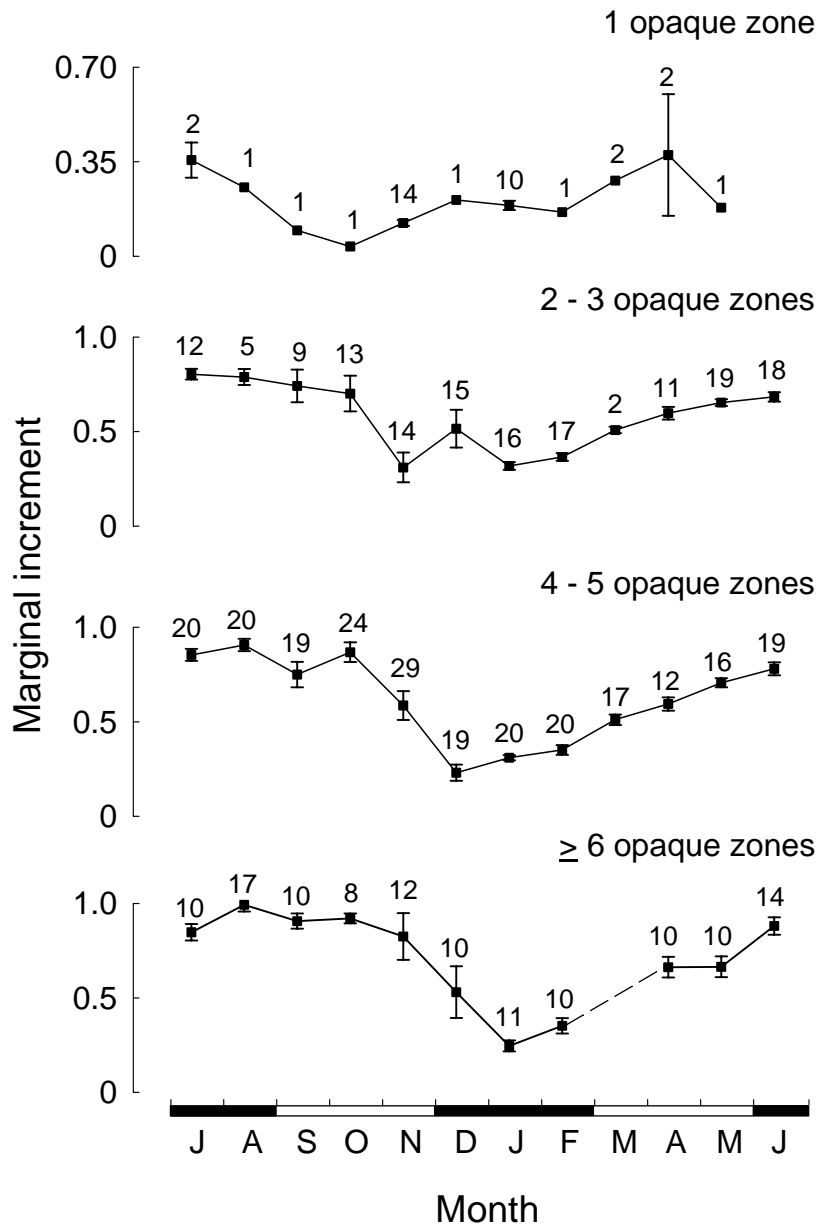 1 opaque zone
0.70
0.35
0
2 1 1 1 14 1 10 1 2 2 1
2 - 3 opaque zones
1.0
0.5
0
12 5 9 13 14 15 16 17 2 11 19 18
4 - 5 opaque zones
1.0
0.5
0
20 20 19 24 29 19 20 20 17 12 16 19
≥ 6 opaque zones
1.0
0.5
0
10 17 10 8 12 10 11 10 10 10 14
Marginal increment
J A S O N D J F M A M J
Month